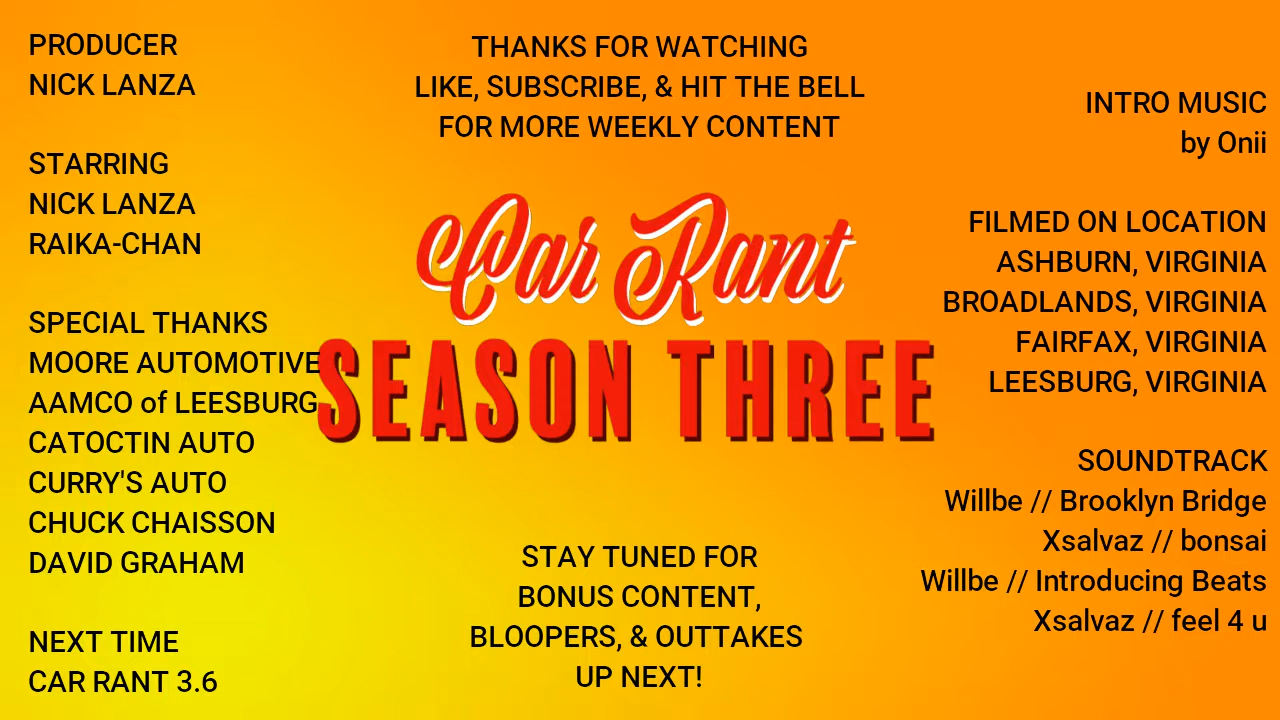 PRODUCER
NICK LANZA
STARRING
NICK LANZA
RAIKA-CHAN
SPECIAL THANKS
MOORE AUTOMOTIVE
AAMCO of LEESBURG
CATOCTIN AUTO
CURRY'S AUTO
CHUCK CHAISSON
DAVID GRAHAM
NEXT TIME
CAR RANT 3.6
THANKS FOR WATCHING
LIKE, SUBSCRIBE, & HIT THE BELL
FOR MORE WEEKLY CONTENT
Car Rant
SEASON THREE
STAY TUNED FOR
BONUS CONTENT,
BLOOPERS, & OUTTAKES
UP NEXT!
INTRO MUSIC
by Onii
FILMED ON LOCATION
ASHBURN, VIRGINIA
BROADLANDS, VIRGINIA
FAIRFAX, VIRGINIA
LEESBURG, VIRGINIA
SOUNDTRACK
Willbe // Brooklyn Bridge
Xsalvaz // bonsai
Willbe // Introducing Beats
Xsalvaz // feel 4 u